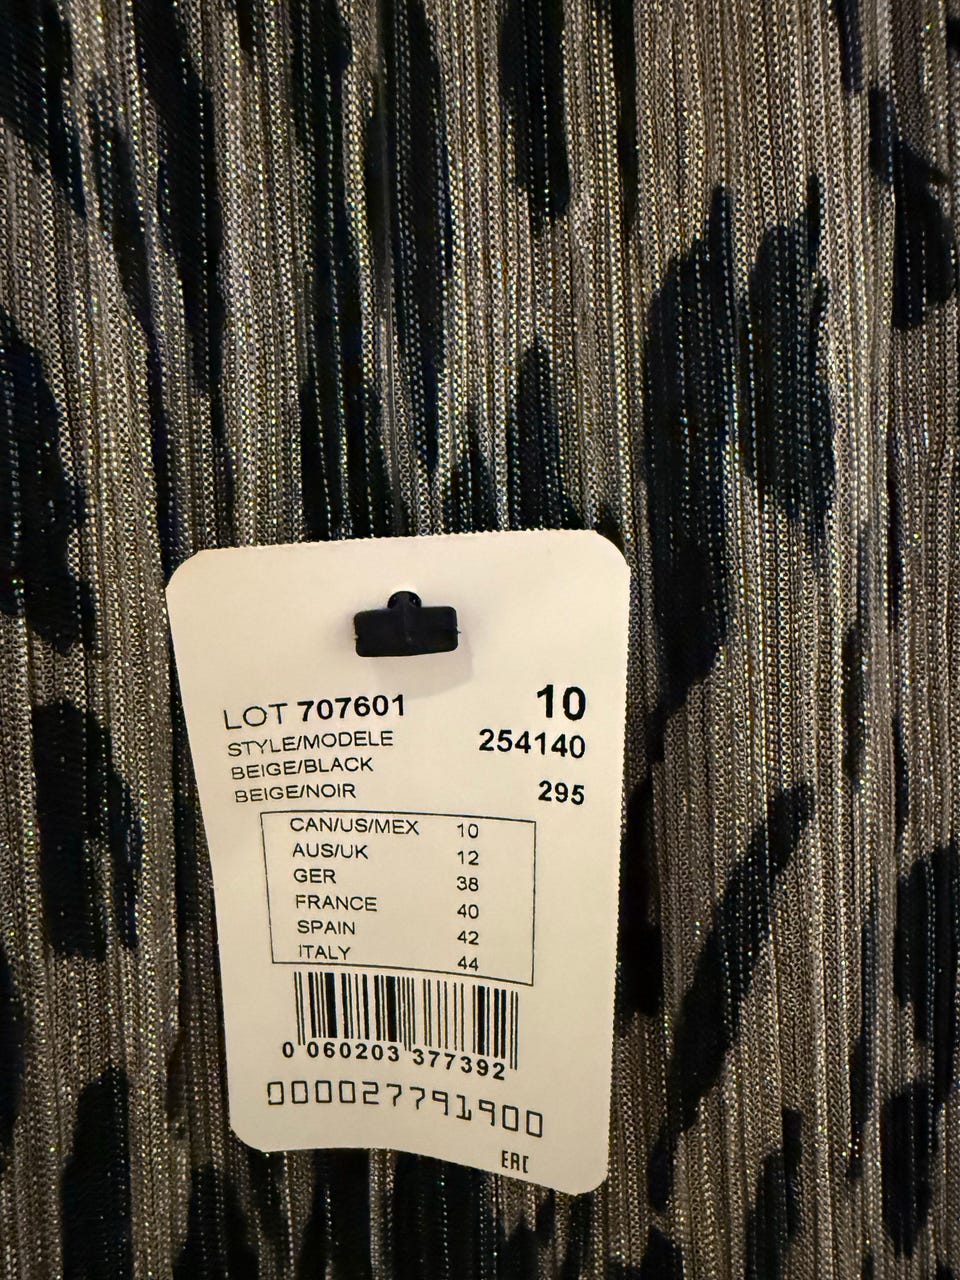 LOT 707601 10
STYLE/MODELE 254140
BEIGE/BLACK
BEIGE/NOIR 295
CAN/US/MEX 10
AUS/UK 12
GER 38
FRANCE 40
SPAIN 42
ITALY 44
0 060203 377392
000027791900
EAC